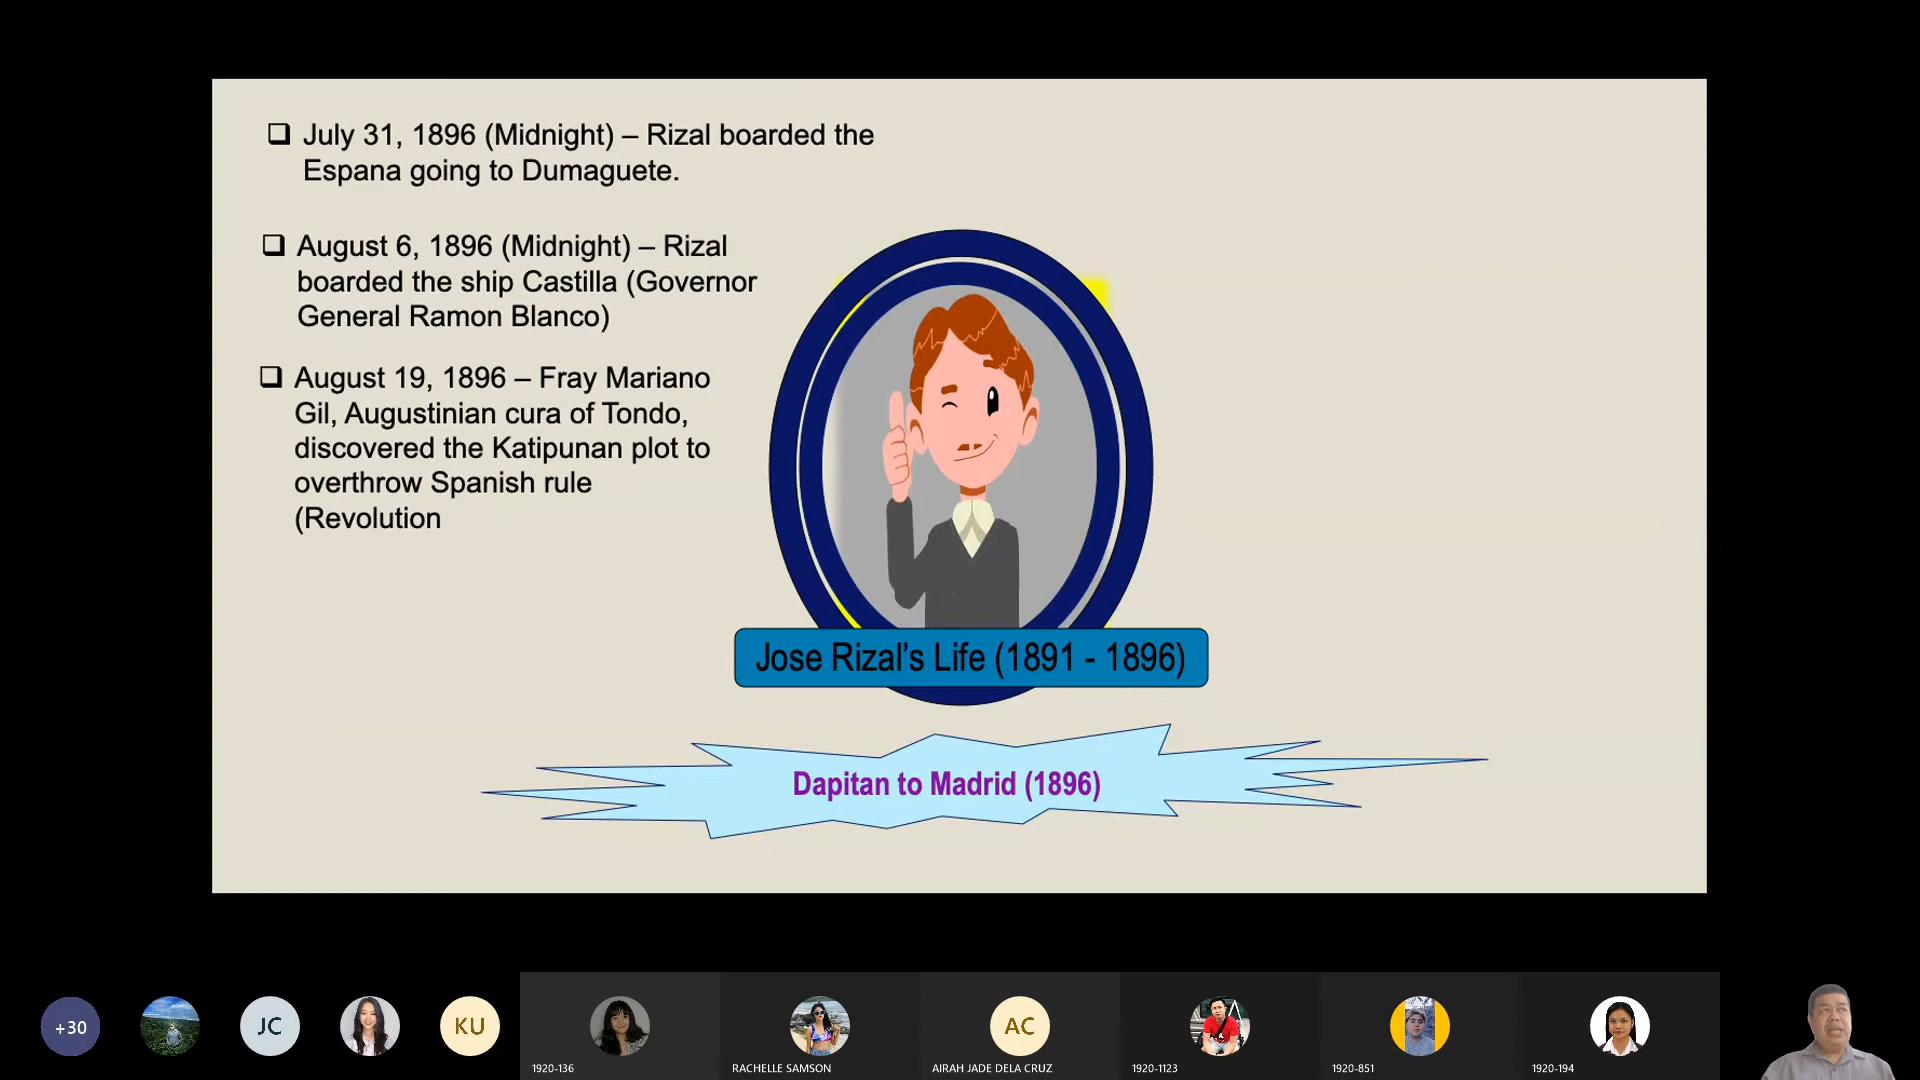 ❑ July 31, 1896 (Midnight) – Rizal boarded the
Espana going to Dumaguete.
❑ August 6, 1896 (Midnight) – Rizal
boarded the ship Castilla (Governor
General Ramon Blanco)
❑ August 19, 1896 – Fray Mariano
Gil, Augustinian cura of Tondo,
discovered the Katipunan plot to
overthrow Spanish rule
(Revolution
Jose Rizal’s Life (1891 - 1896)
Dapitan to Madrid (1896)
+30
JC
KU
AC
1920-136
RACHELLE SAMSON
AIRAH JADE DELA CRUZ
1920-1123
1920-851
1920-194